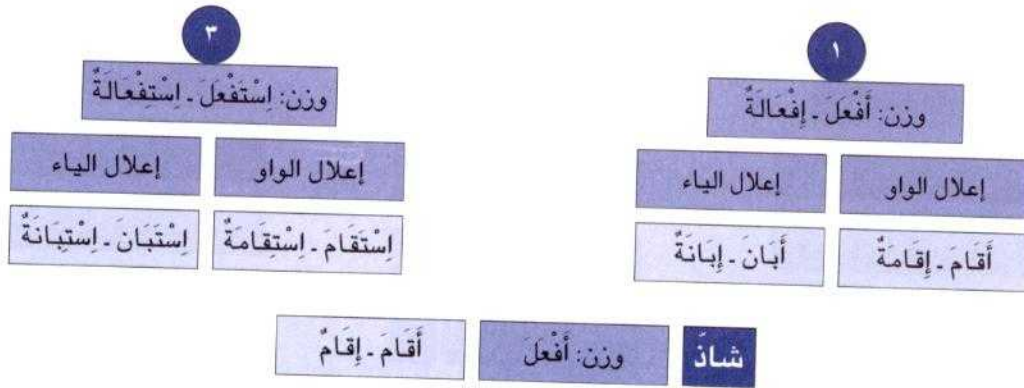 ١
٣
وزن: أَفْعَلَ ـ إِفْعَالَةٌ
وزن: اِسْتَفْعَلَ ـ اِسْتِفْعَالَةٌ
إعلال الواو
إعلال الياء
إعلال الواو
إعلال الياء
أَقَامَ ـ إِقَامَةٌ
أَبَانَ ـ إِبَانَةٌ
اِسْتَقَامَ ـ اِسْتِقَامَةٌ
اِسْتَبَانَ ـ اِسْتِبَانَةٌ
شاذّ
وزن: أَفْعَلَ
أَقَامَ ـ إِقَامٌ